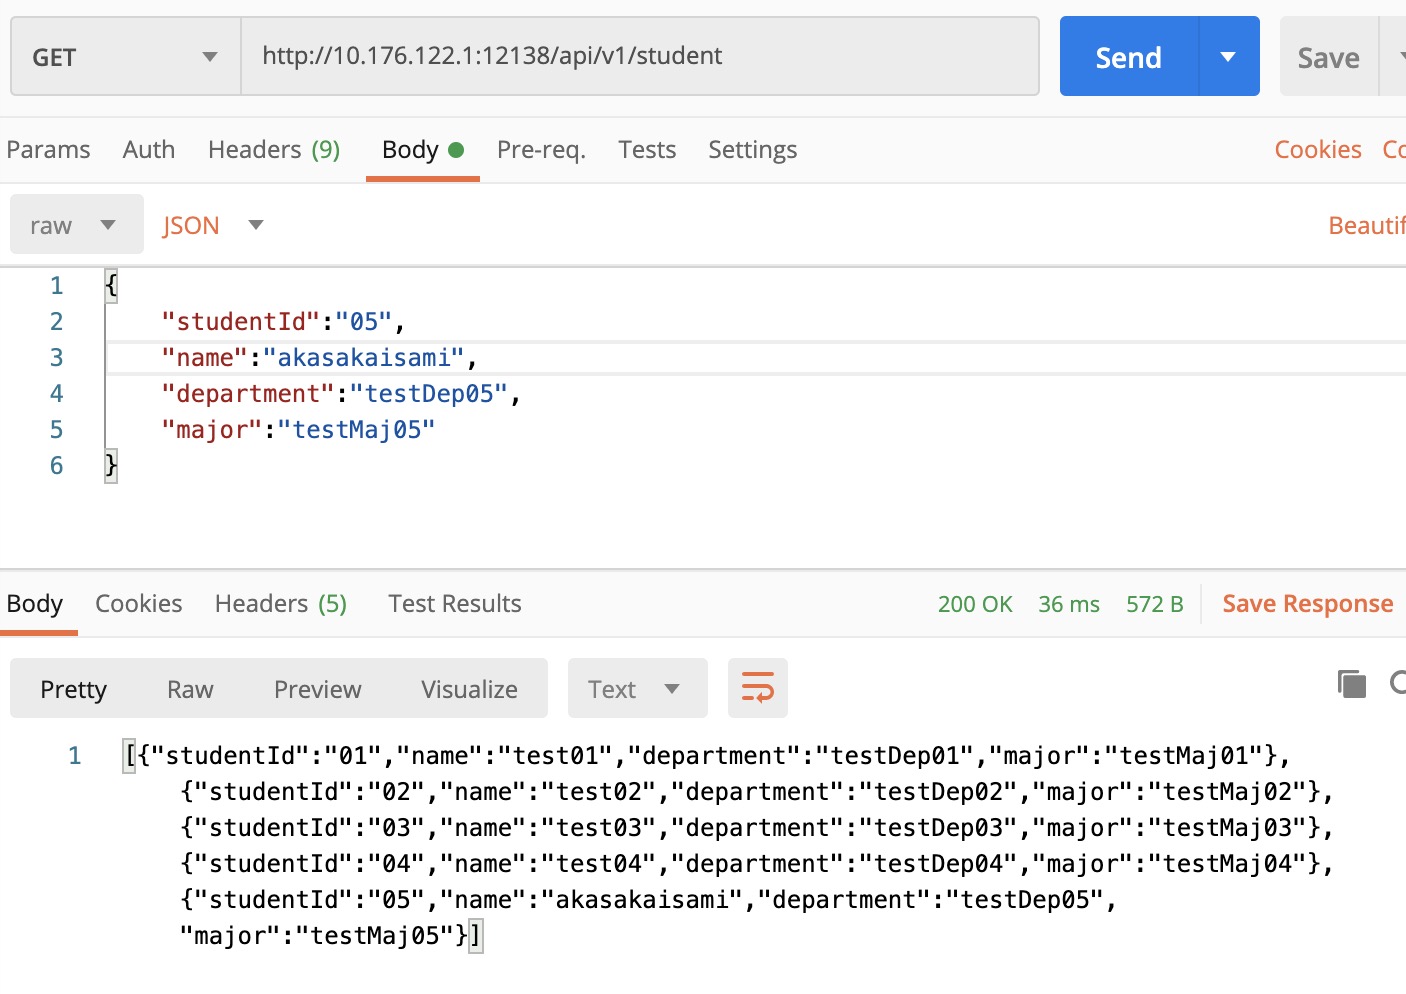 GET http://10.176.122.1:12138/api/v1/student Send Save
Params Auth Headers (9) Body Pre-req. Tests Settings Cookies Co
raw JSON Beautif
1 {
2 "studentId":"05",
3 "name":"akasakaisami",
4 "department":"testDep05",
5 "major":"testMaj05"
6 }
Body Cookies Headers (5) Test Results 200 OK 36 ms 572 B Save Response
Pretty Raw Preview Visualize Text
1 [{"studentId":"01","name":"test01","department":"testDep01","major":"testMaj01"},
{"studentId":"02","name":"test02","department":"testDep02","major":"testMaj02"},
{"studentId":"03","name":"test03","department":"testDep03","major":"testMaj03"},
{"studentId":"04","name":"test04","department":"testDep04","major":"testMaj04"},
{"studentId":"05","name":"akasakaisami","department":"testDep05",
"major":"testMaj05"}]